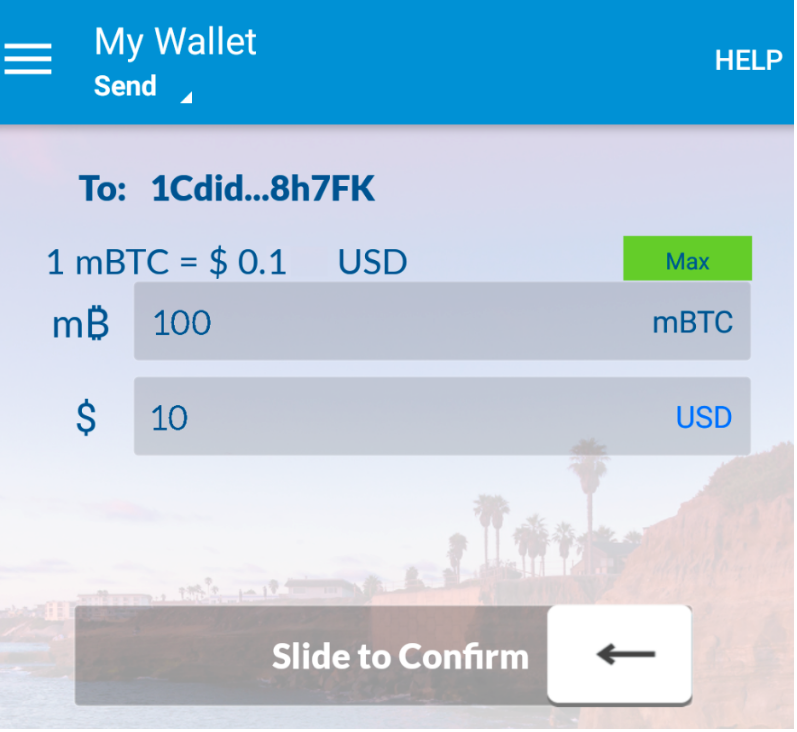 My Wallet
Send
HELP
To: 1Cdid...8h7FK
1 mBTC = $ 0.1 USD
Max
m₿ 100 mBTC
$ 10 USD
Slide to Confirm